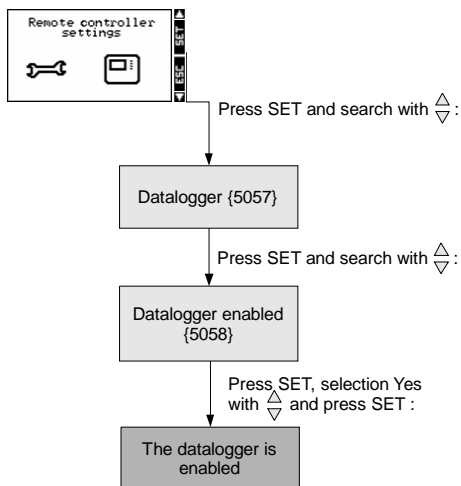 Remote controller
settings
SET
ESC
Press SET and search with △▽ :
Datalogger {5057}
Press SET and search with △▽ :
Datalogger enabled
{5058}
Press SET, selection Yes
with △▽ and press SET :
The datalogger is
enabled